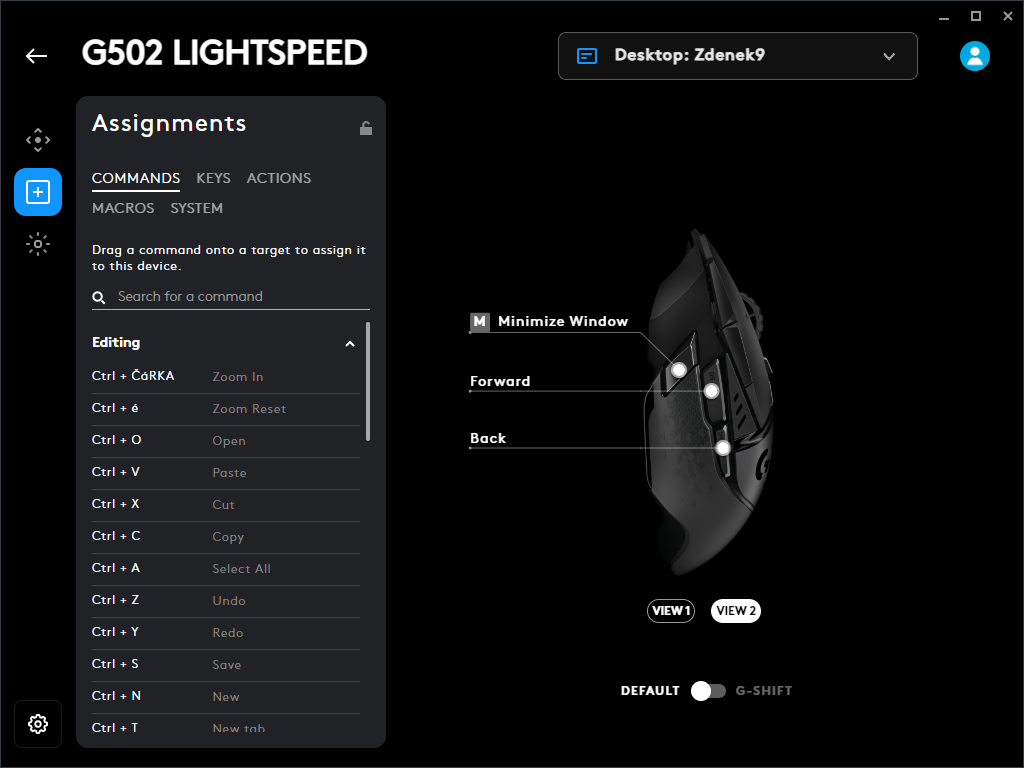 G502 LIGHTSPEED
Desktop: Zdenek9
Assignments
COMMANDS KEYS ACTIONS
MACROS SYSTEM
Drag a command onto a target to assign it
to this device.
Search for a command
Editing
Ctrl + ČáRKA Zoom In
Ctrl + é Zoom Reset
Ctrl + O Open
Ctrl + V Paste
Ctrl + X Cut
Ctrl + C Copy
Ctrl + A Select All
Ctrl + Z Undo
Ctrl + Y Redo
Ctrl + S Save
Ctrl + N New
Ctrl + T New tab
M Minimize Window
Forward
Back
VIEW 1 VIEW 2
DEFAULT G-SHIFT